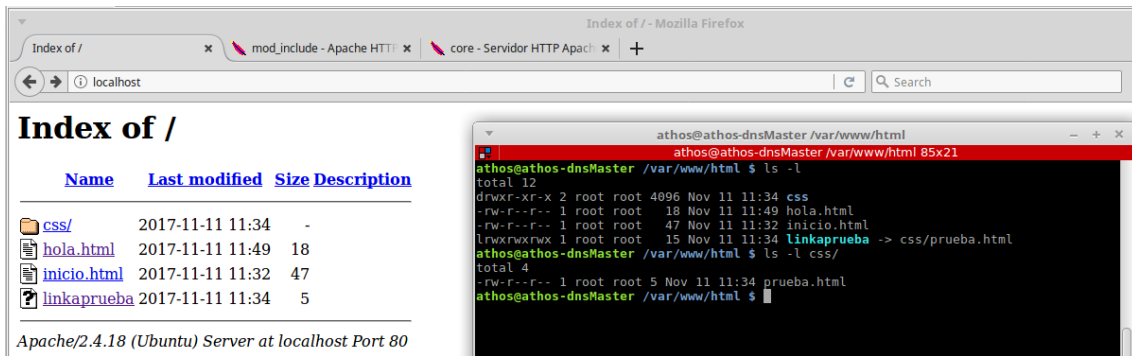 Index of / - Mozilla Firefox
Index of / × mod_include - Apache HTTP × core - Servidor HTTP Apach × +
localhost Search
Index of /
Name Last modified Size Description
css/ 2017-11-11 11:34 -
hola.html 2017-11-11 11:49 18
inicio.html 2017-11-11 11:32 47
linkaprueba 2017-11-11 11:34 5
Apache/2.4.18 (Ubuntu) Server at localhost Port 80
athos@athos-dnsMaster /var/www/html
athos@athos-dnsMaster /var/www/html 85x21
athos@athos-dnsMaster /var/www/html $ ls -l
total 12
drwxr-xr-x 2 root root 4096 Nov 11 11:34 css
-rw-r--r-- 1 root root 18 Nov 11 11:49 hola.html
-rw-r--r-- 1 root root 47 Nov 11 11:32 inicio.html
lrwxrwxrwx 1 root root 15 Nov 11 11:34 linkaprueba -> css/prueba.html
athos@athos-dnsMaster /var/www/html $ ls -l css/
total 4
-rw-r--r-- 1 root root 5 Nov 11 11:34 prueba.html
athos@athos-dnsMaster /var/www/html $